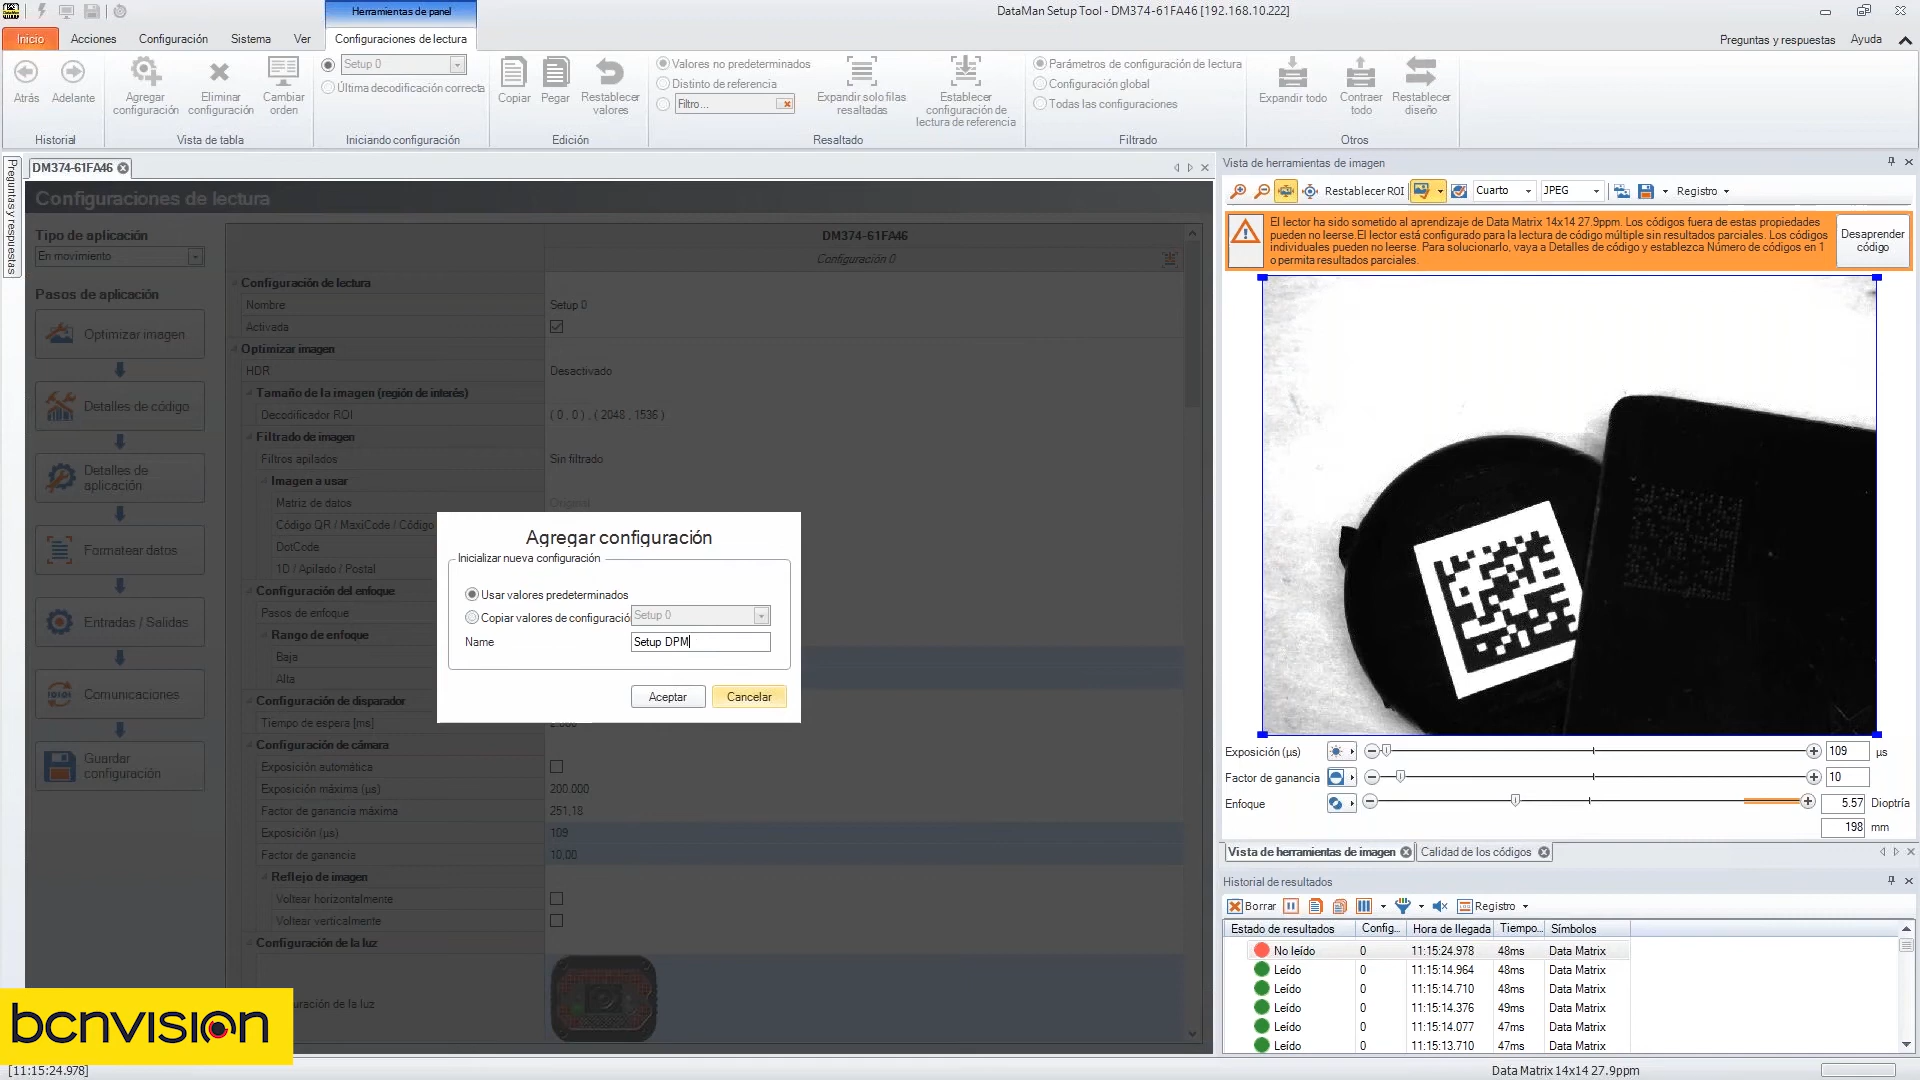 Herramientas de panel
DataMan Setup Tool - DM374-61FA46 [192.168.10.222]
Inicio
Acciones
Configuración
Sistema
Ver
Configuraciones de lectura
Preguntas y respuestas
Ayuda
Atrás
Adelante
Historial
Agregar configuración
Eliminar configuración
Cambiar orden
Vista de tabla
Setup 0
Última decodificación correcta
Iniciando configuración
Copiar
Pegar
Restablecer valores
Edición
Valores no predeterminados
Distinto de referencia
Filtro...
Expandir solo filas resaltadas
Establecer configuración de lectura de referencia
Resaltado
Parámetros de configuración de lectura
Configuración global
Todas las configuraciones
Filtrado
Expandir todo
Contraer todo
Restablecer diseño
Otros
Preguntas y respuestas
DM374-61FA46
Configuraciones de lectura
Tipo de aplicación
En movimiento
Pasos de aplicación
Optimizar imagen
Detalles de código
Detalles de aplicación
Formatear datos
Entradas / Salidas
Comunicaciones
Guardar configuración
DM374-61FA46
Configuración 0
Configuración de lectura
Nombre Setup 0
Activada
Optimizar imagen
HDR Desactivado
Tamaño de la imagen (región de interés)
Decodificador ROI ( 0 , 0 ) , ( 2048 , 1536 )
Filtrado de imagen
Filtros apilados Sin filtrado
Imagen a usar
Matriz de datos Original
Código QR / MaxiCode / Código
DotCode
1D / Apilado / Postal
Configuración del enfoque
Pasos de enfoque
Rango de enfoque
Baja
Alta
Configuración de disparador
Tiempo de espera [ms]
Configuración de cámara
Exposición automática
Exposición máxima (µs) 200.000
Factor de ganancia máxima 251,18
Exposición (µs) 109
Factor de ganancia 10,00
Reflejo de imagen
Voltear horizontalmente
Voltear verticalmente
Configuración de la luz
uración de la luz
Agregar configuración
Inicializar nueva configuración
Usar valores predeterminados
Copiar valores de configuració Setup 0
Name Setup DPM
Aceptar
Cancelar
Vista de herramientas de imagen
Restablecer ROI
Cuarto
JPEG
Registro
El lector ha sido sometido al aprendizaje de Data Matrix 14x14 27.9ppm. Los códigos fuera de estas propiedades
pueden no leerse.El lector está configurado para la lectura de código múltiple sin resultados parciales. Los códigos
individuales pueden no leerse. Para solucionarlo, vaya a Detalles de código y establezca Número de códigos en 1
o permita resultados parciales.
Desaprender código
Exposición (µs) 109 µs
Factor de ganancia 10
Enfoque 5.57 Dioptría
198 mm
Vista de herramientas de imagen
Calidad de los códigos
Historial de resultados
Borrar
Registro
Estado de resultados Config... Hora de llegada Tiempo... Símbolos
No leído 0 11:15:24.978 48ms Data Matrix
Leído 0 11:15:14.964 48ms Data Matrix
Leído 0 11:15:14.710 48ms Data Matrix
Leído 0 11:15:14.376 49ms Data Matrix
Leído 0 11:15:14.077 47ms Data Matrix
Leído 0 11:15:13.710 47ms Data Matrix
bcnvision
[11:15:24.978]
Data Matrix 14x14 27.9ppm